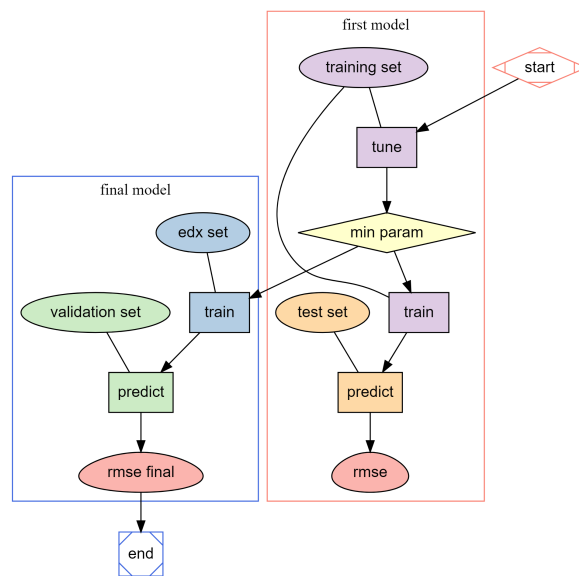 first model
training set
start
tune
final model
edx set
min param
validation set
train
test set
train
predict
predict
rmse final
rmse
end